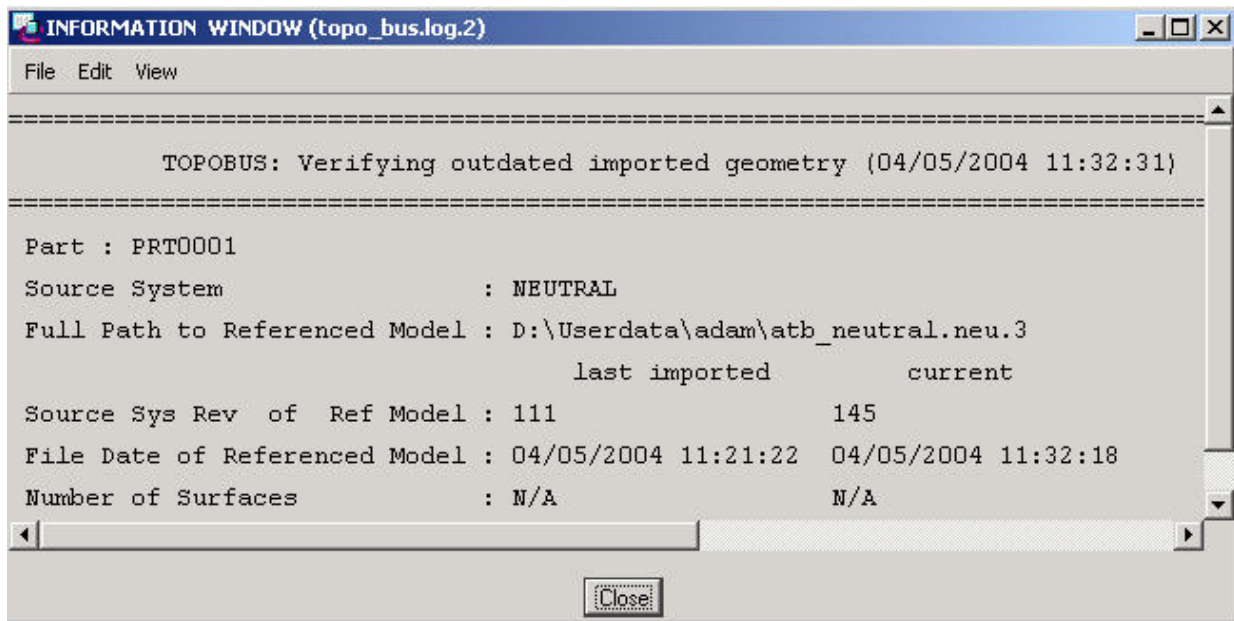 INFORMATION WINDOW (topo_bus.log.2)
File Edit View
================================================================================
TOPOBUS: Verifying outdated imported geometry (04/05/2004 11:32:31)
================================================================================
Part : PRT0001
Source System : NEUTRAL
Full Path to Referenced Model : D:\Userdata\adam\atb_neutral.neu.3
last imported current
Source Sys Rev of Ref Model : 111 145
File Date of Referenced Model : 04/05/2004 11:21:22 04/05/2004 11:32:18
Number of Surfaces : N/A N/A
Close